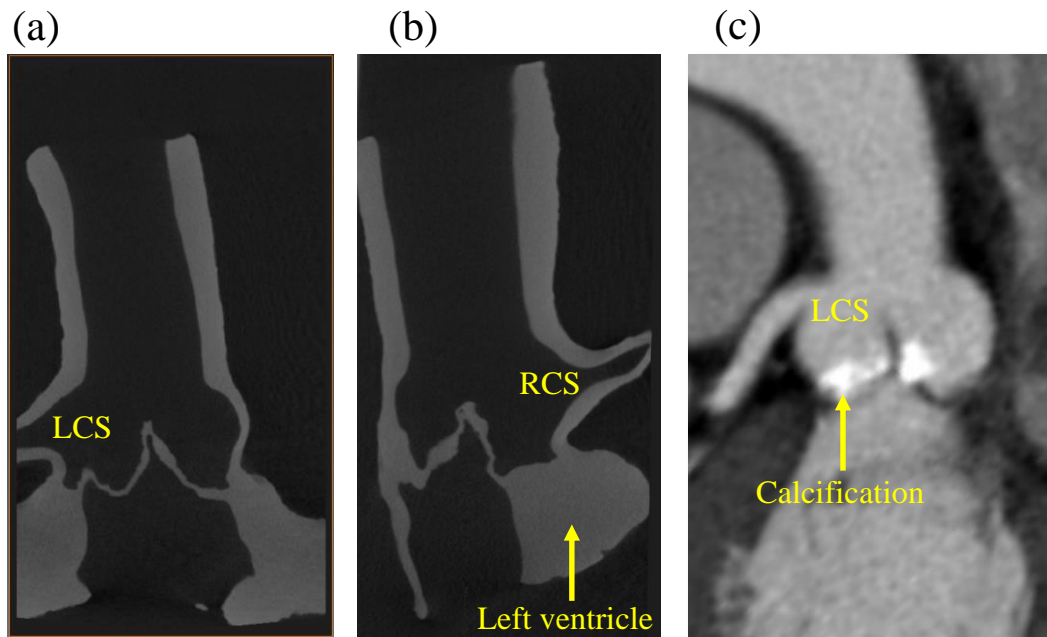 (a)
(b)
(c)
LCS
RCS
Left ventricle
LCS
Calcification